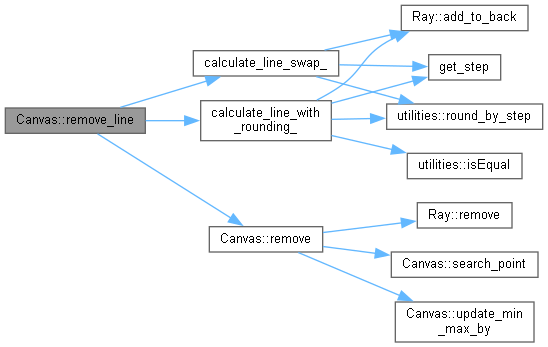 Canvas::remove_line
calculate_line_swap_
calculate_line_with
_rounding_
Canvas::remove
Ray::add_to_back
get_step
utilities::round_by_step
utilities::isEqual
Ray::remove
Canvas::search_point
Canvas::update_min
_max_by